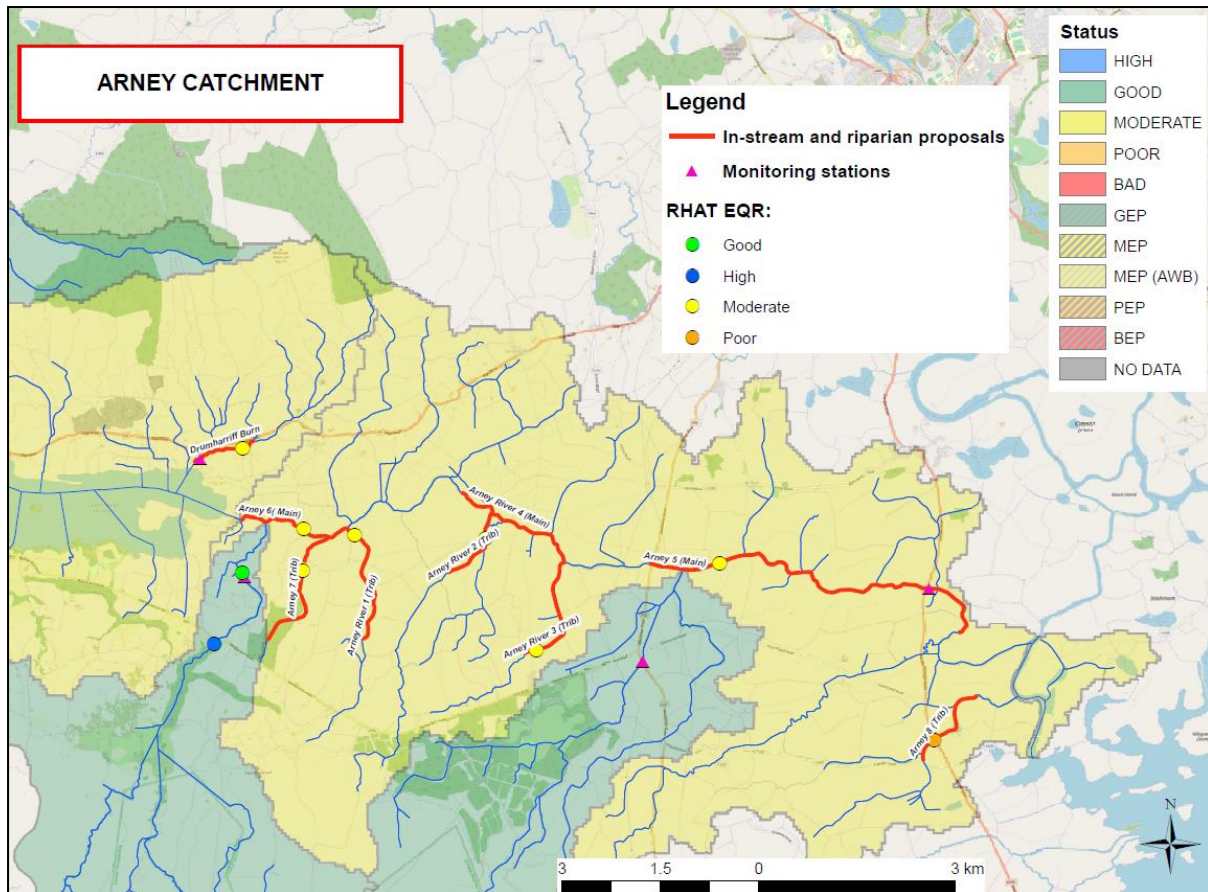 ARNEY CATCHMENT
Legend
In-stream and riparian proposals
Monitoring stations
RHAT EQR:
Good
High
Moderate
Poor
Status
HIGH
GOOD
MODERATE
POOR
BAD
GEP
MEP
MEP (AWB)
PEP
BEP
NO DATA
Drumharriff Burn
Arney 6( Main)
Arney 7 (Trib)
Arney River 1 (Trib)
Arney River 2 (Trib)
Arney River 4 (Main)
Arney River 3 (Trib)
Arney 5 (Main)
Arney 8 (Trib)
N
3 1.5 0 3 km